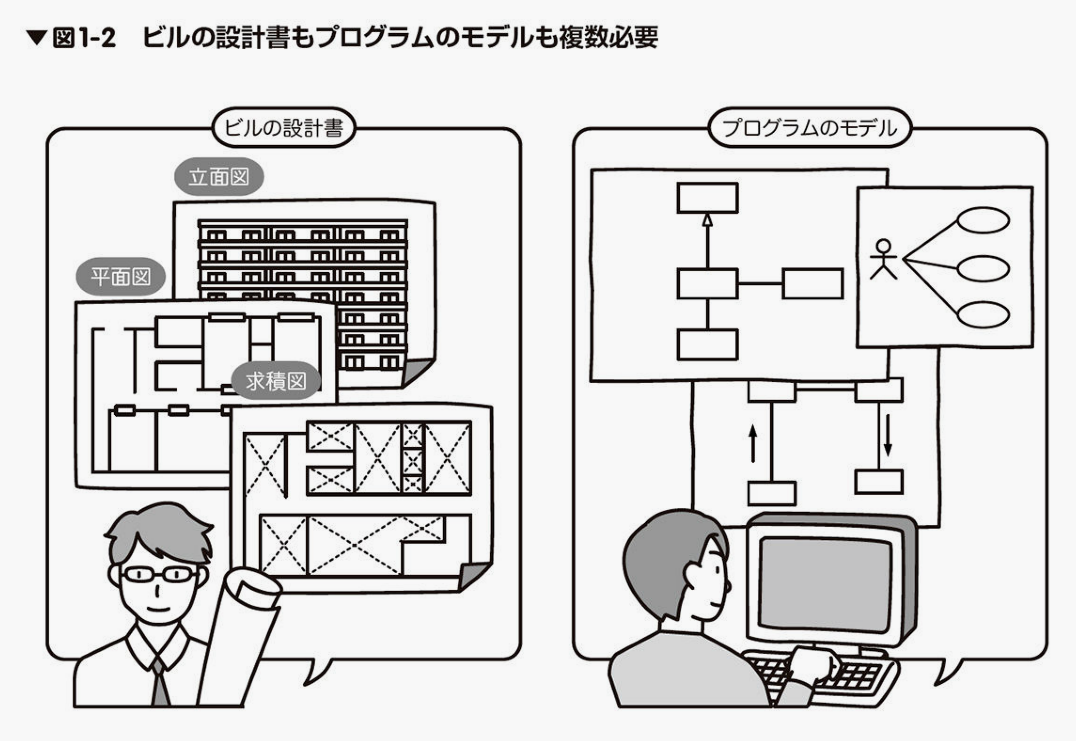 ▼図1-2 ビルの設計書もプログラムのモデルも複数必要
ビルの設計書
立面図
平面図
求積図
プログラムのモデル